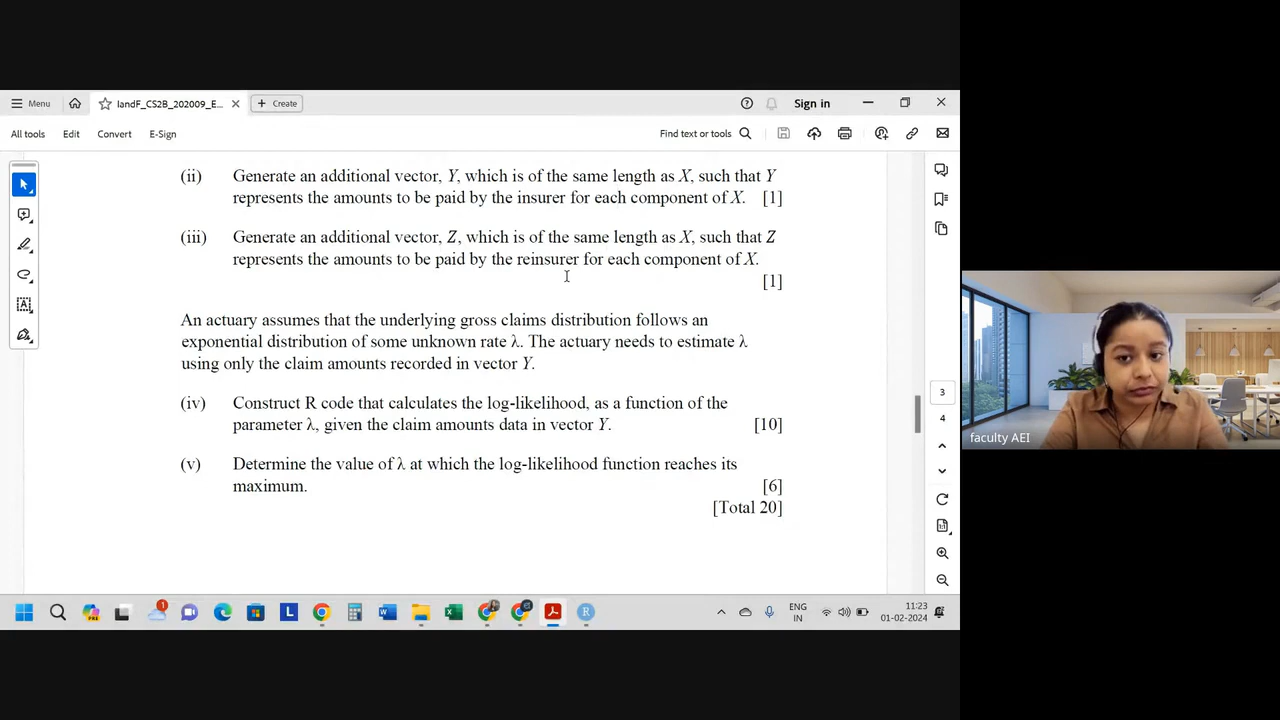 Menu
IandF_CS2B_202009_E...
Create
Sign in
All tools
Edit
Convert
E-Sign
Find text or tools
(ii) Generate an additional vector, Y, which is of the same length as X, such that Y
represents the amounts to be paid by the insurer for each component of X. [1]
(iii) Generate an additional vector, Z, which is of the same length as X, such that Z
represents the amounts to be paid by the reinsurer for each component of X.
[1]
An actuary assumes that the underlying gross claims distribution follows an
exponential distribution of some unknown rate λ. The actuary needs to estimate λ
using only the claim amounts recorded in vector Y.
(iv) Construct R code that calculates the log-likelihood, as a function of the
parameter λ, given the claim amounts data in vector Y. [10]
(v) Determine the value of λ at which the log-likelihood function reaches its
maximum. [6]
[Total 20]
3
4
faculty AEI
1
L
R
ENG
IN
11:23
01-02-2024